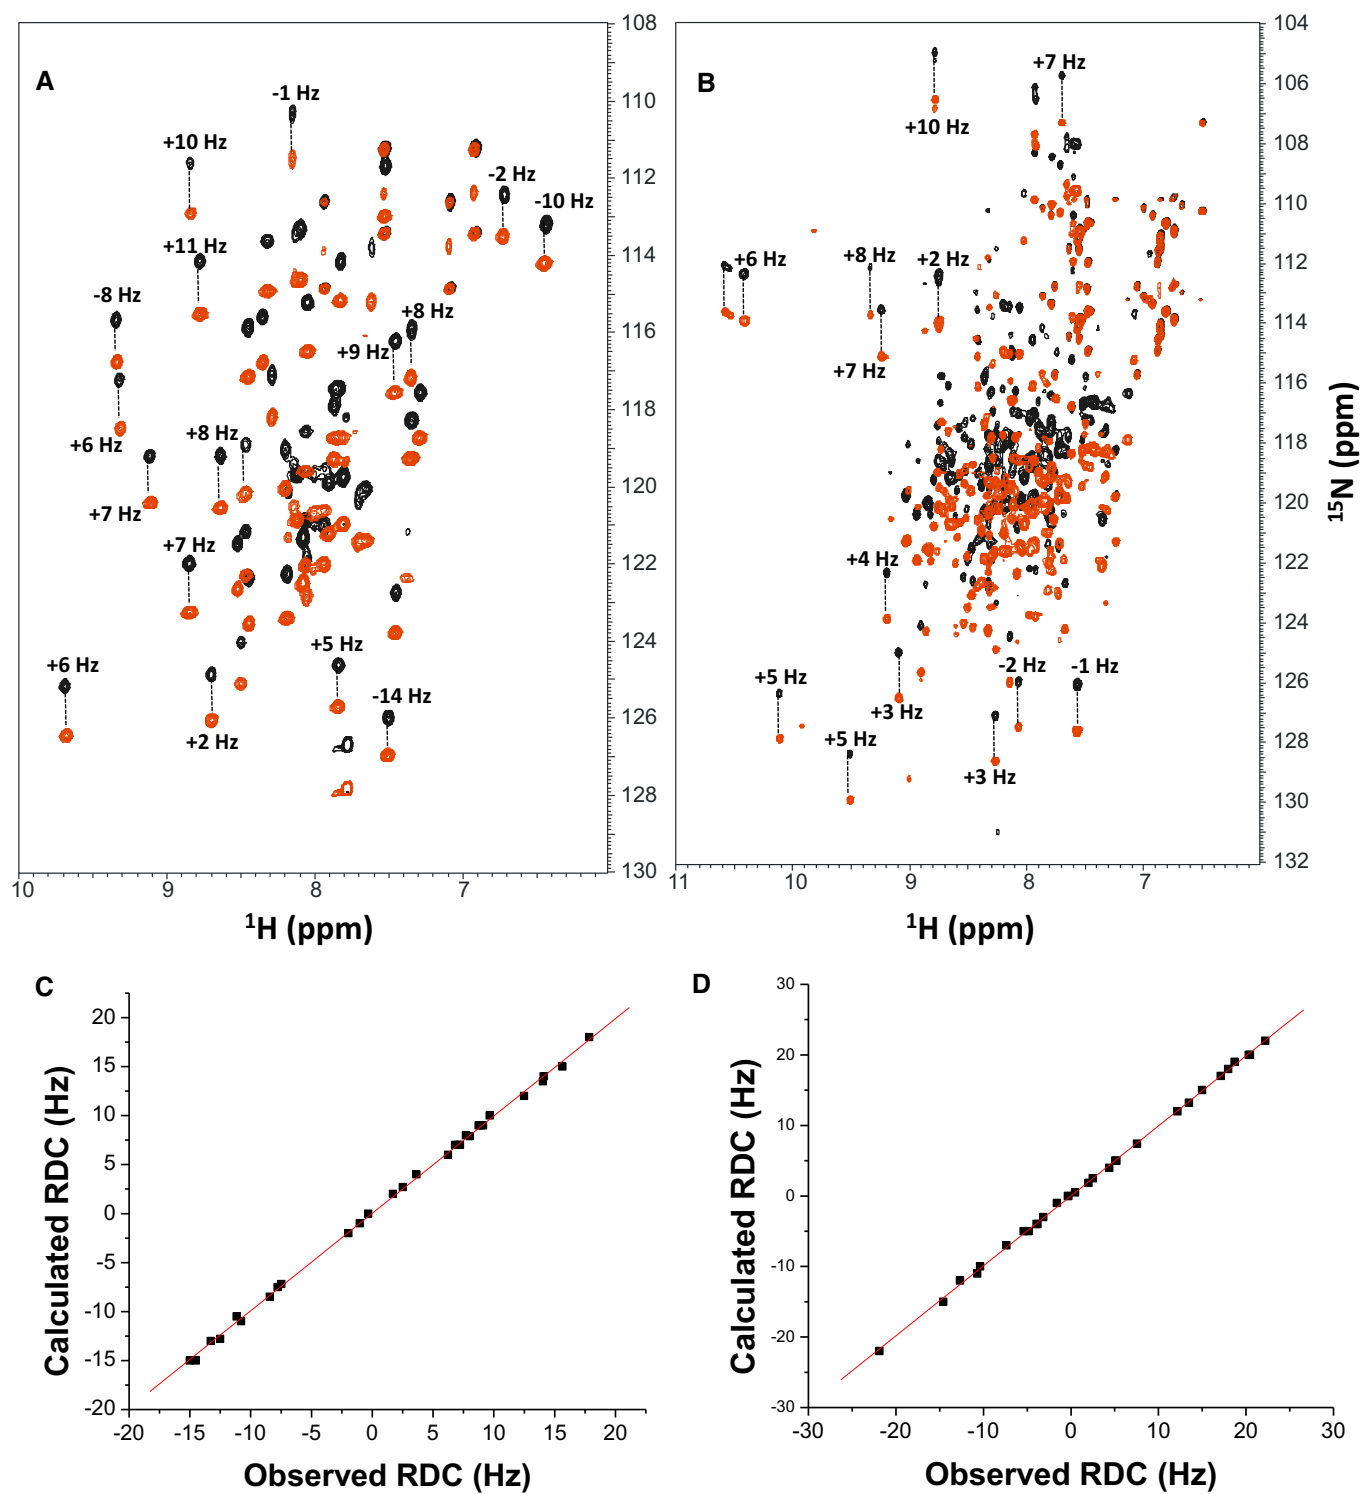 A
-1 Hz
+10 Hz
-2 Hz
-10 Hz
+11 Hz
-8 Hz
+8 Hz
+9 Hz
+6 Hz
+8 Hz
+7 Hz
+7 Hz
+5 Hz
+6 Hz
-14 Hz
+2 Hz
108
110
112
114
116
118
120
122
124
126
128
130
10
9
8
7
¹H (ppm)
B
+7 Hz
+10 Hz
+6 Hz
+8 Hz
+2 Hz
+7 Hz
+4 Hz
-2 Hz
-1 Hz
+5 Hz
+3 Hz
+5 Hz
+3 Hz
104
106
108
110
112
114
116
118
120
122
124
126
128
130
132
¹⁵N (ppm)
11
10
9
8
7
¹H (ppm)
C
20
15
10
5
0
-5
-10
-15
-20
Calculated RDC (Hz)
-20
-15
-10
-5
0
5
10
15
20
Observed RDC (Hz)
D
30
20
10
0
-10
-20
-30
Calculated RDC (Hz)
-30
-20
-10
0
10
20
30
Observed RDC (Hz)